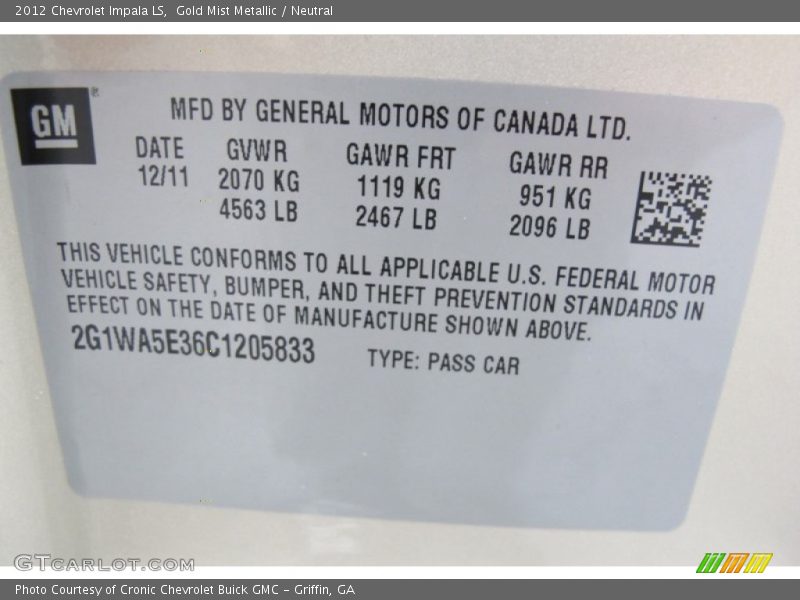 2012 Chevrolet Impala LS,  Gold Mist Metallic / Neutral
GM®
MFD BY GENERAL MOTORS OF CANADA LTD.
DATE GVWR GAWR FRT GAWR RR
12/11 2070 KG 1119 KG 951 KG
4563 LB 2467 LB 2096 LB
THIS VEHICLE CONFORMS TO ALL APPLICABLE U.S. FEDERAL MOTOR
VEHICLE SAFETY, BUMPER, AND THEFT PREVENTION STANDARDS IN
EFFECT ON THE DATE OF MANUFACTURE SHOWN ABOVE.
2G1WA5E36C1205833 TYPE: PASS CAR
GTCARLOT.COM
Photo Courtesy of Cronic Chevrolet Buick GMC – Griffin, GA